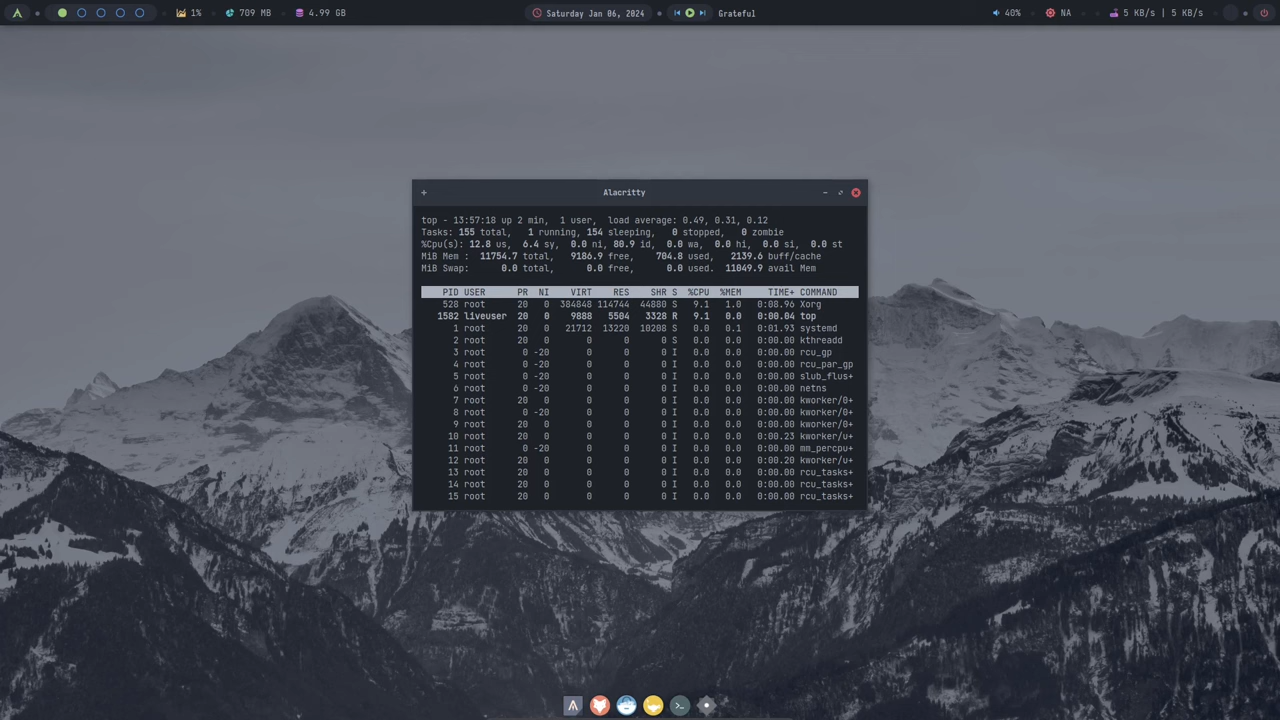 1% 709 MB 4.99 GB Saturday Jan 06, 2024 Grateful 40% NA 5 KB/s | 5 KB/s
Alacritty
top - 13:57:18 up 2 min, 1 user, load average: 0.49, 0.31, 0.12
Tasks: 155 total, 1 running, 154 sleeping, 0 stopped, 0 zombie
%Cpu(s): 12.8 us, 6.4 sy, 0.0 ni, 80.9 id, 0.0 wa, 0.0 hi, 0.0 si, 0.0 st
MiB Mem : 11754.7 total, 9186.9 free, 704.8 used, 2139.6 buff/cache
MiB Swap: 0.0 total, 0.0 free, 0.0 used. 11049.9 avail Mem
PID USER PR NI VIRT RES SHR S %CPU %MEM TIME+ COMMAND
528 root 20 0 384848 114744 44880 S 9.1 1.0 0:08.96 Xorg
1582 liveuser 20 0 9888 5504 3328 R 9.1 0.0 0:00.04 top
1 root 20 0 21712 13220 10208 S 0.0 0.1 0:01.93 systemd
2 root 20 0 0 0 0 S 0.0 0.0 0:00.00 kthreadd
3 root 0 -20 0 0 0 I 0.0 0.0 0:00.00 rcu_gp
4 root 0 -20 0 0 0 I 0.0 0.0 0:00.00 rcu_par_gp
5 root 0 -20 0 0 0 I 0.0 0.0 0:00.00 slub_flus+
6 root 0 -20 0 0 0 I 0.0 0.0 0:00.00 netns
7 root 20 0 0 0 0 I 0.0 0.0 0:00.00 kworker/0+
8 root 0 -20 0 0 0 I 0.0 0.0 0:00.00 kworker/0+
9 root 20 0 0 0 0 I 0.0 0.0 0:00.00 kworker/0+
10 root 20 0 0 0 0 I 0.0 0.0 0:00.23 kworker/u+
11 root 0 -20 0 0 0 I 0.0 0.0 0:00.00 mm_percpu+
12 root 20 0 0 0 0 I 0.0 0.0 0:00.20 kworker/u+
13 root 20 0 0 0 0 I 0.0 0.0 0:00.00 rcu_tasks+
14 root 20 0 0 0 0 I 0.0 0.0 0:00.00 rcu_tasks+
15 root 20 0 0 0 0 I 0.0 0.0 0:00.00 rcu_tasks+